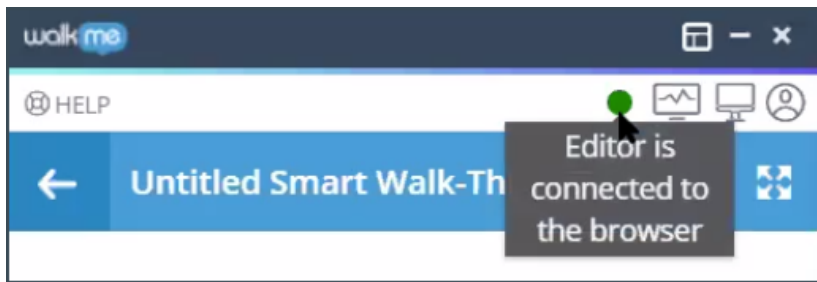 walkme
HELP
Untitled Smart Walk-Th
Editor is
connected to
the browser